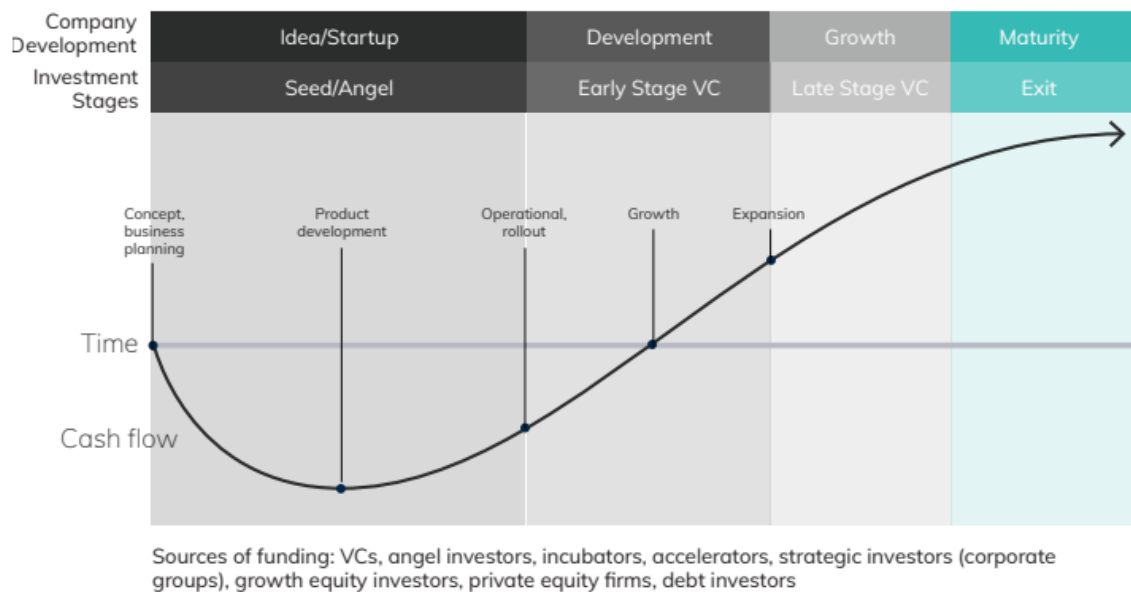 Company
Development
Idea/Startup
Development
Growth
Maturity
Investment
Stages
Seed/Angel
Early Stage VC
Late Stage VC
Exit
Concept,
business
planning
Product
development
Operational,
rollout
Growth
Expansion
Time
Cash flow
Sources of funding: VCs, angel investors, incubators, accelerators, strategic investors (corporate
groups), growth equity investors, private equity firms, debt investors